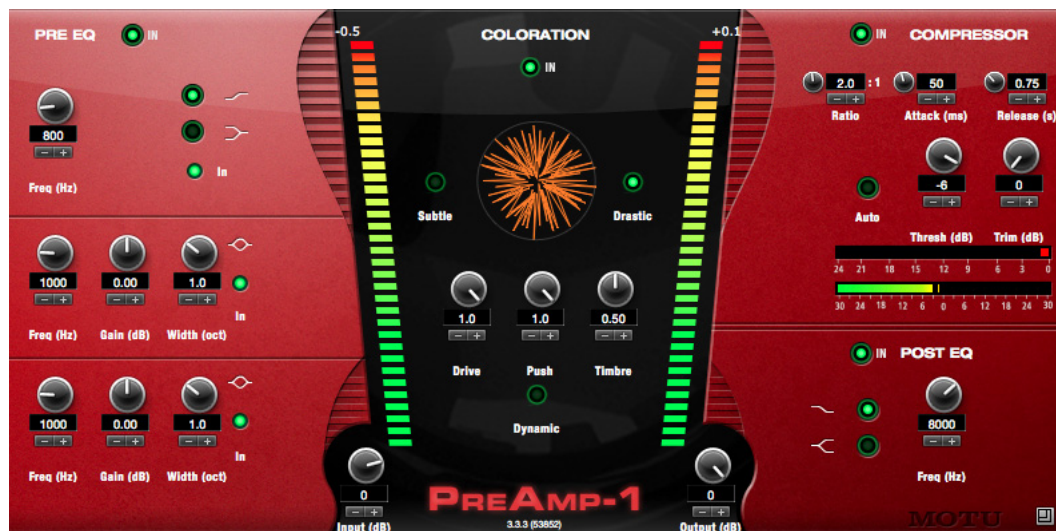 PRE EQ IN
800
Freq (Hz)
In
1000 0.00 1.0
In
Freq (Hz) Gain (dB) Width (oct)
1000 0.00 1.0
In
Freq (Hz) Gain (dB) Width (oct)
-0.5 COLORATION +0.1
IN
Subtle Drastic
1.0 1.0 0.50
Drive Push Timbre
Dynamic
0
Input (dB)
PREAMP-1
3.3.3 (53852)
0
Output (dB)
IN COMPRESSOR
2.0 :1 50 0.75
Ratio Attack (ms) Release (s)
-6 0
Auto
Thresh (dB) Trim (dB)
24 21 18 15 12 9 6 3 0
30 24 18 12 6 0 6 12 18 24 30
IN POST EQ
8000
Freq (Hz)
MOTU